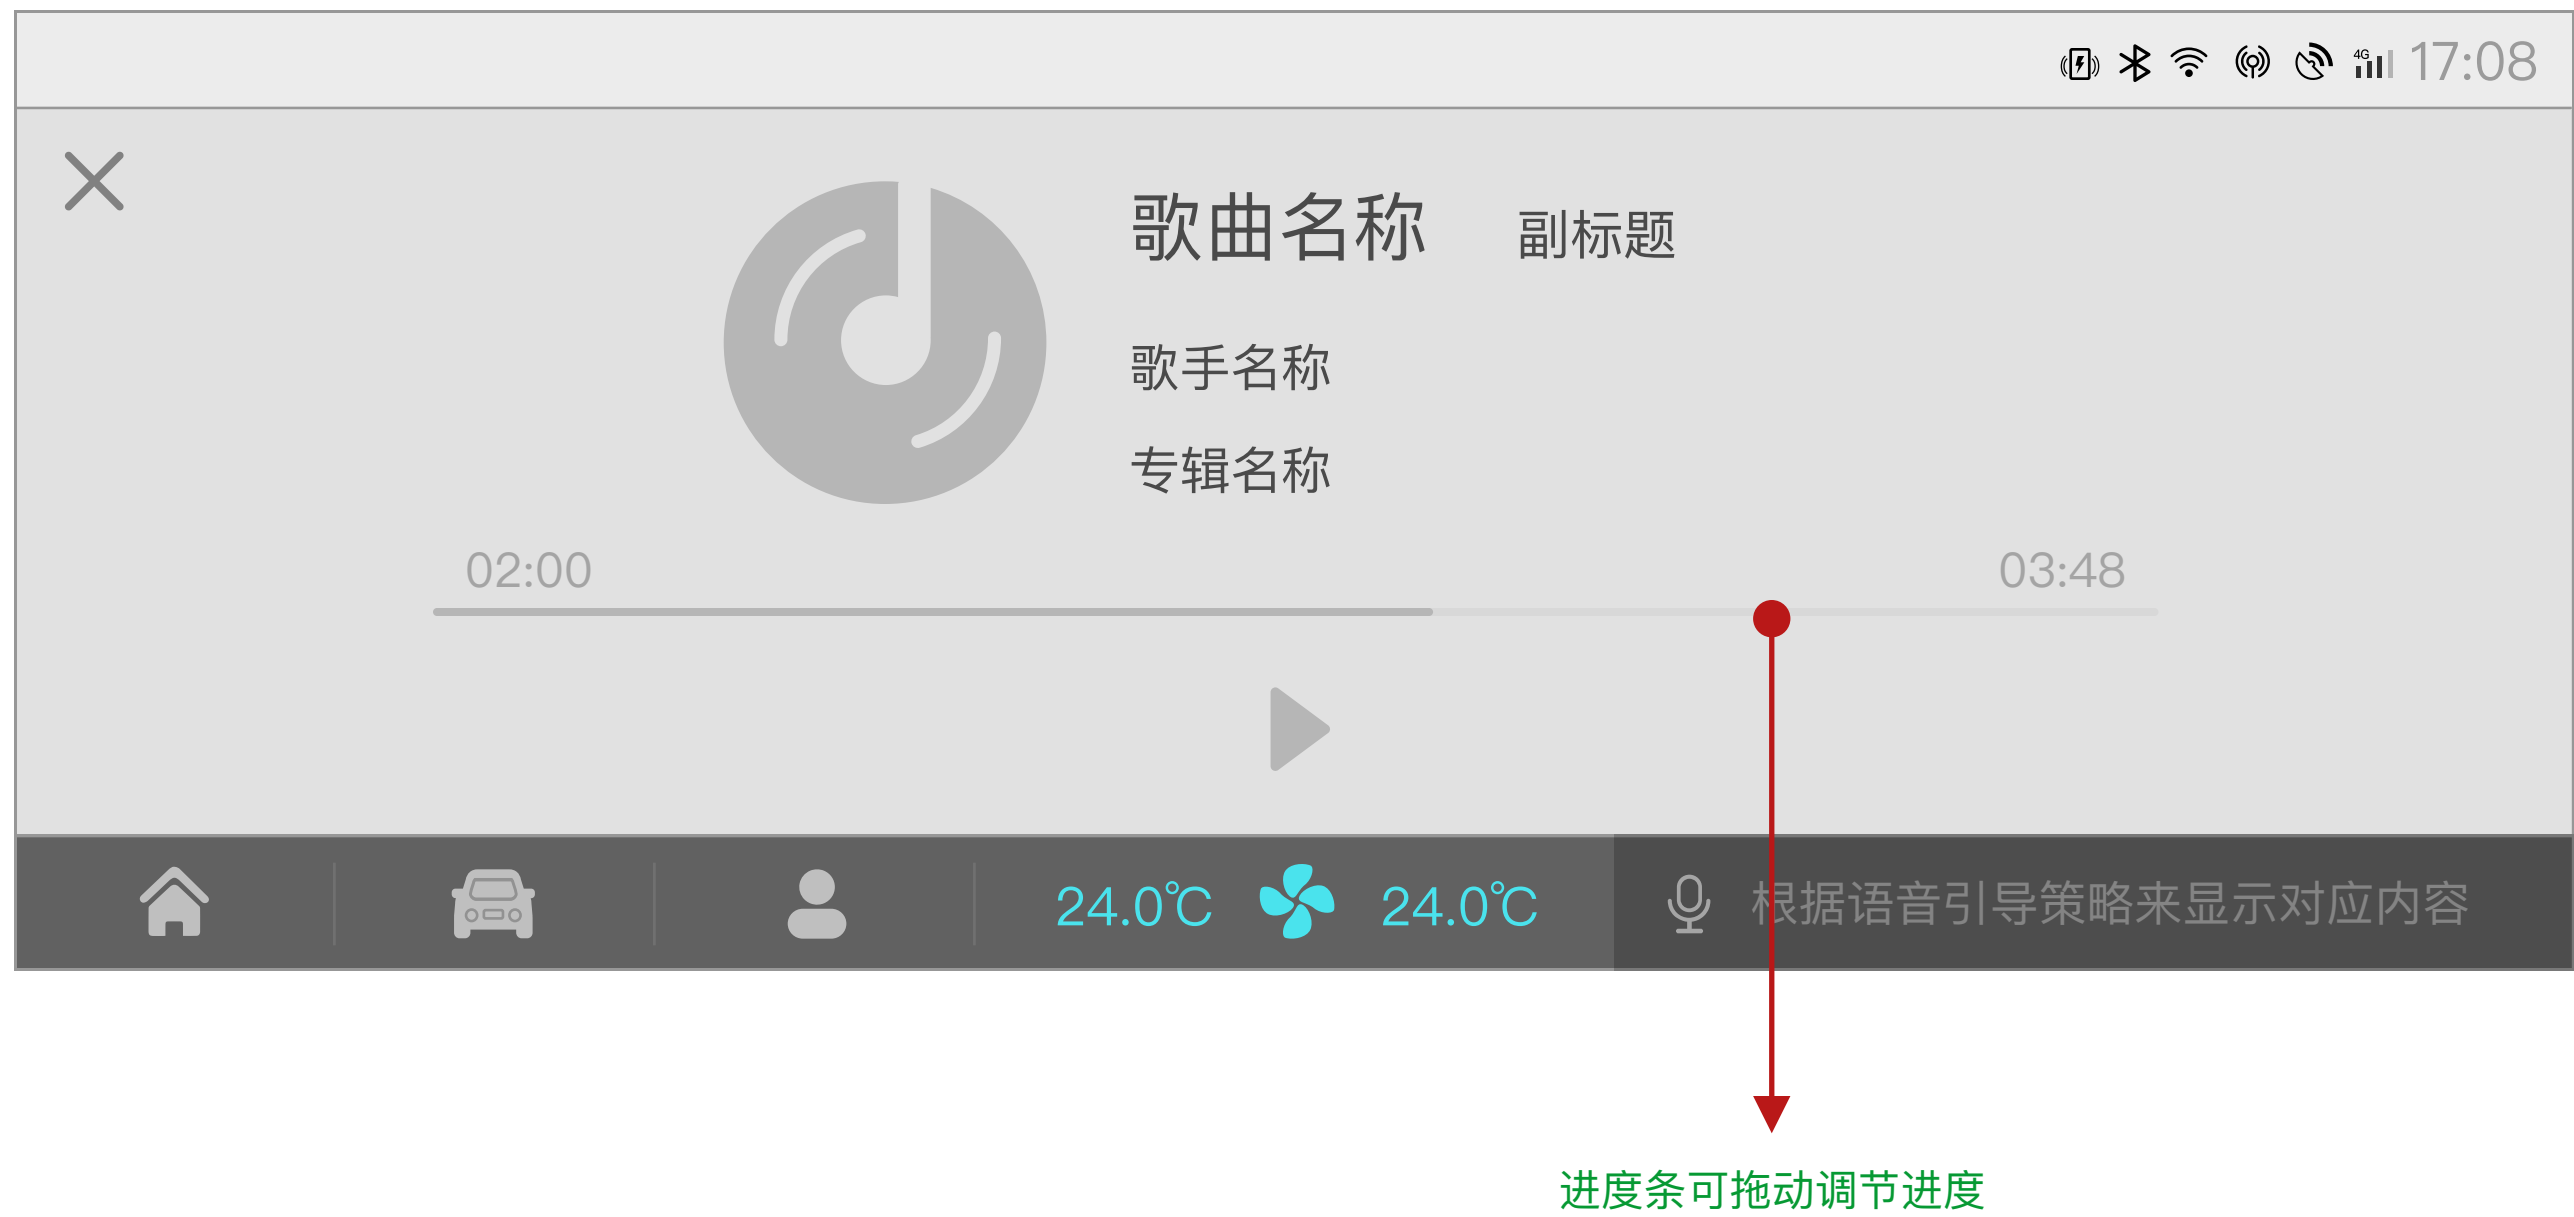 4G 17:08
歌曲名称 副标题
歌手名称
专辑名称
02:00 03:48
24.0℃ 24.0℃ 根据语音引导策略来显示对应内容
进度条可拖动调节进度